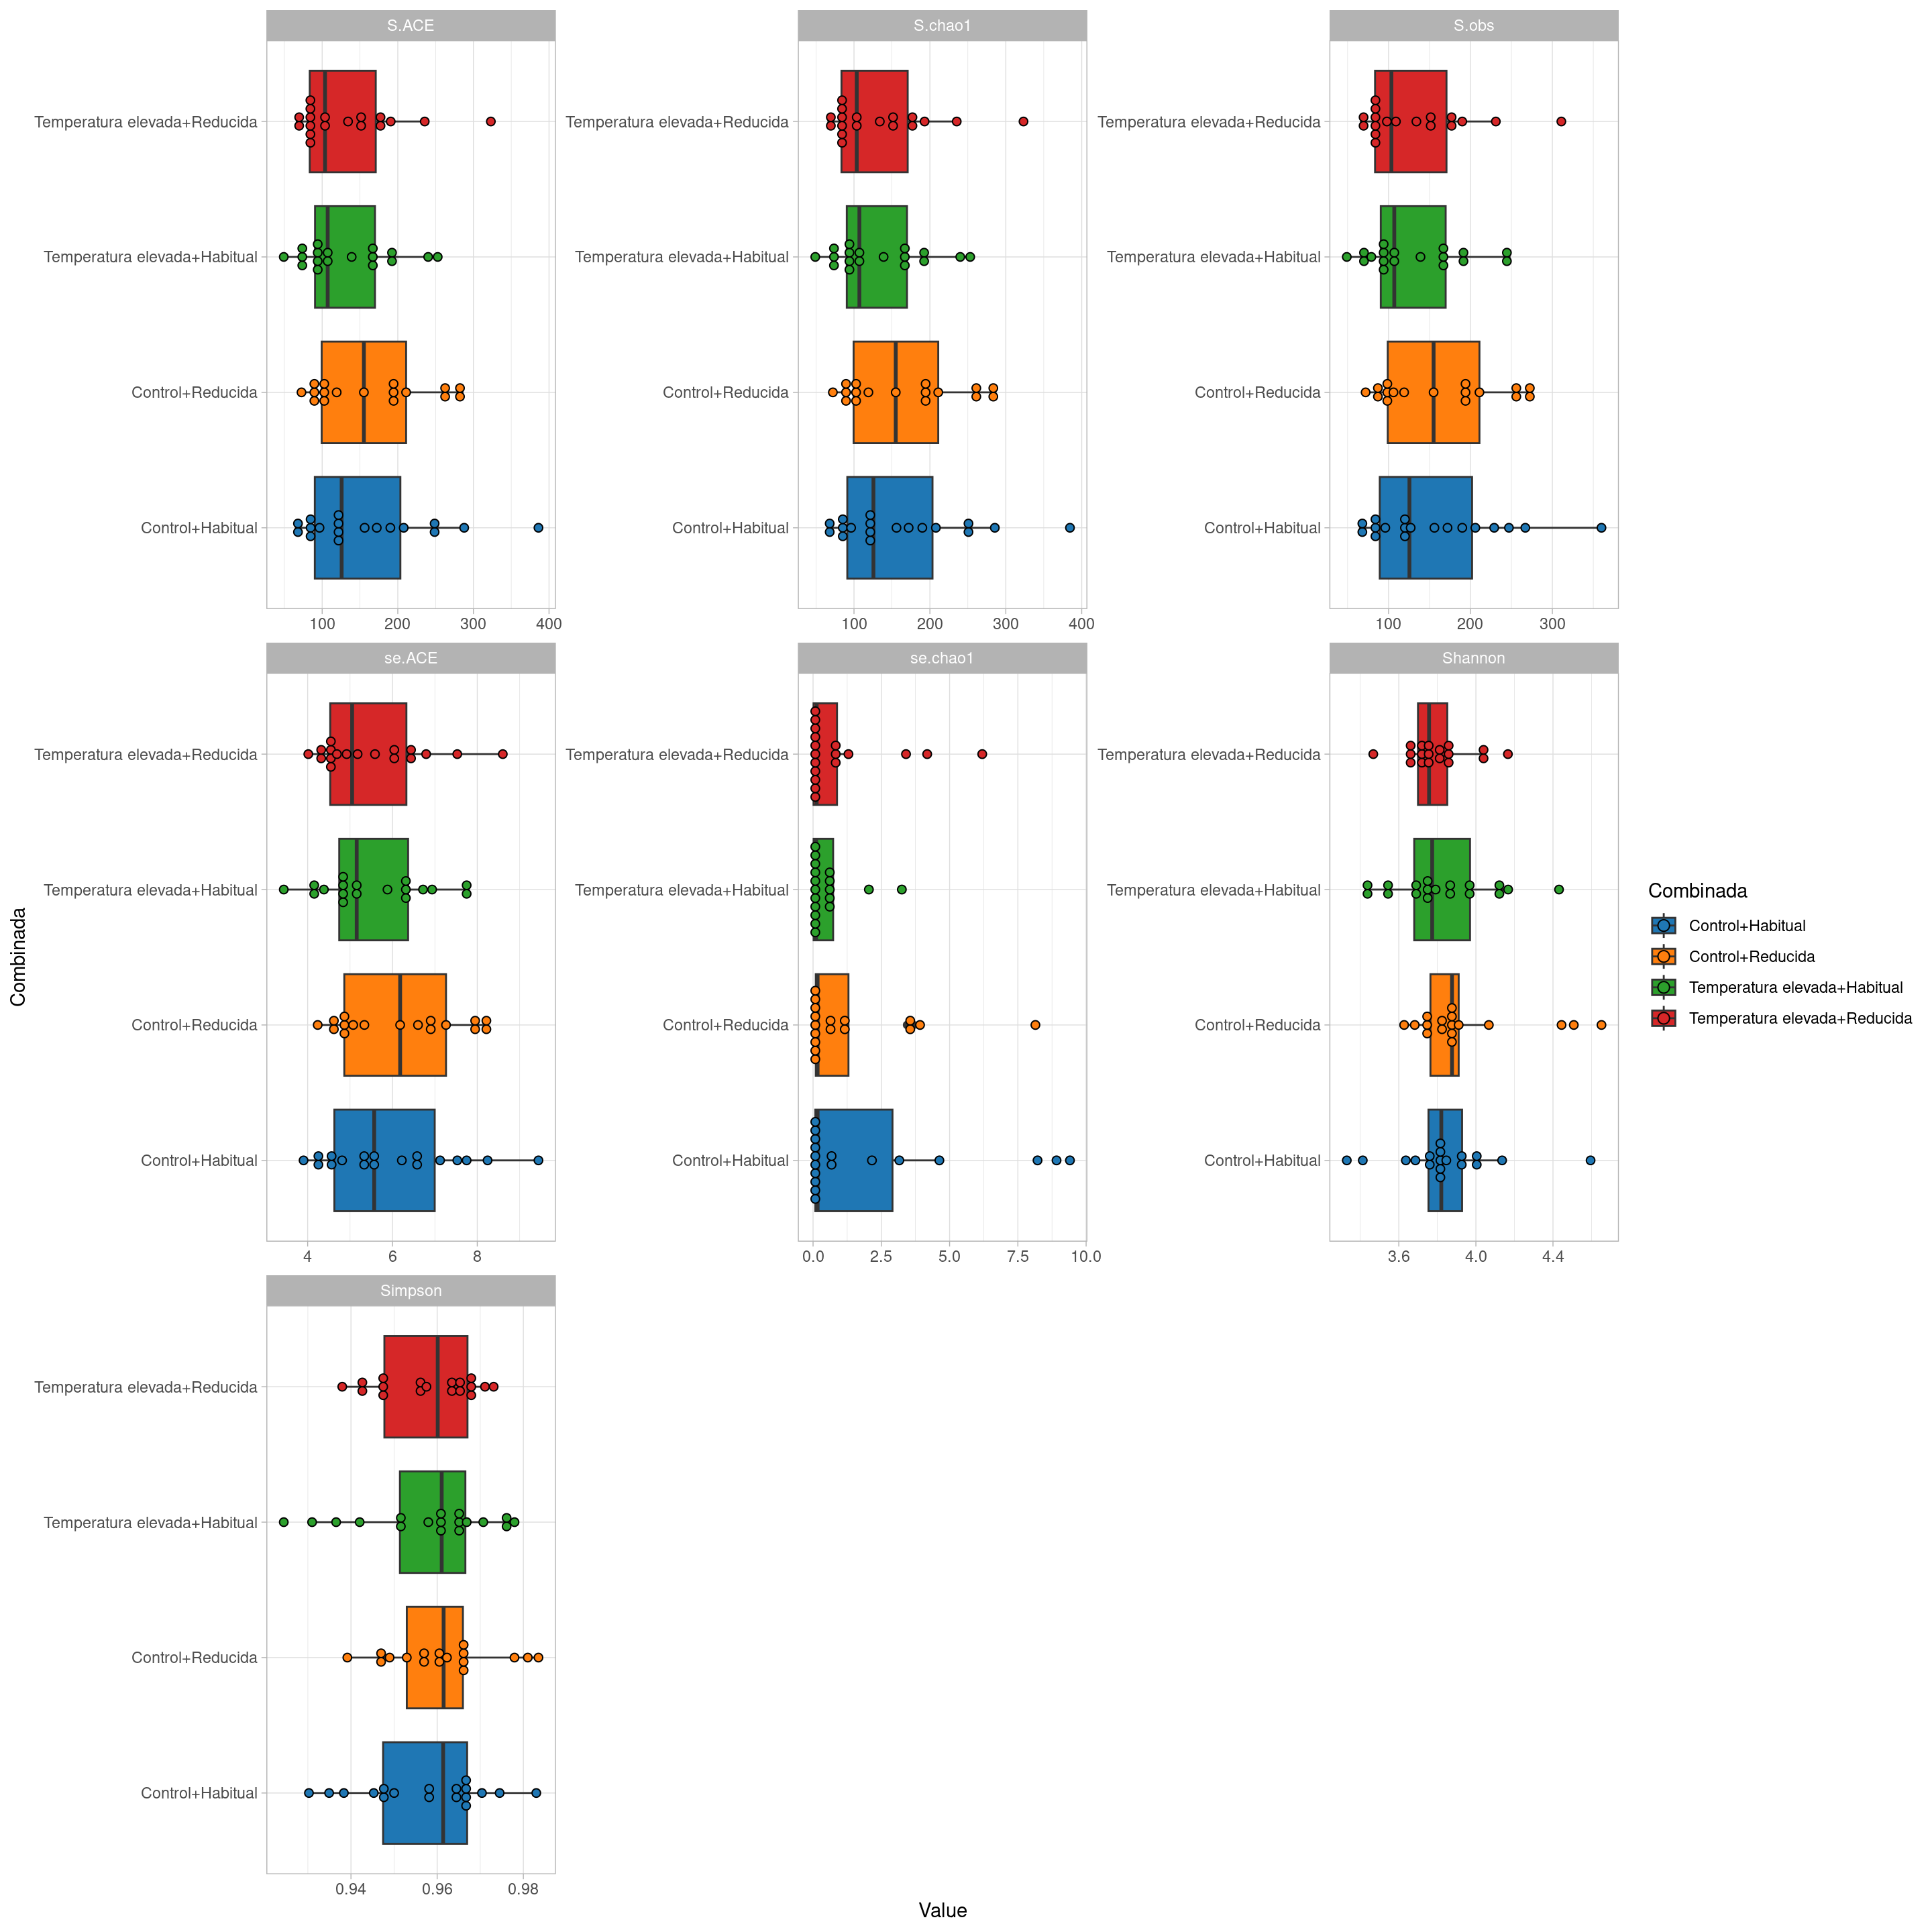 S.ACE
S.chao1
S.obs
Temperatura elevada+Reducida
Temperatura elevada+Habitual
Control+Reducida
Control+Habitual
100 200 300 400
Temperatura elevada+Reducida
Temperatura elevada+Habitual
Control+Reducida
Control+Habitual
100 200 300 400
Temperatura elevada+Reducida
Temperatura elevada+Habitual
Control+Reducida
Control+Habitual
100 200 300
se.ACE
se.chao1
Shannon
Temperatura elevada+Reducida
Temperatura elevada+Habitual
Control+Reducida
Control+Habitual
4 6 8
Temperatura elevada+Reducida
Temperatura elevada+Habitual
Control+Reducida
Control+Habitual
0.0 2.5 5.0 7.5 10.0
Temperatura elevada+Reducida
Temperatura elevada+Habitual
Control+Reducida
Control+Habitual
3.6 4.0 4.4
Simpson
Temperatura elevada+Reducida
Temperatura elevada+Habitual
Control+Reducida
Control+Habitual
0.94 0.96 0.98
Value
Combinada
Combinada
Control+Habitual
Control+Reducida
Temperatura elevada+Habitual
Temperatura elevada+Reducida